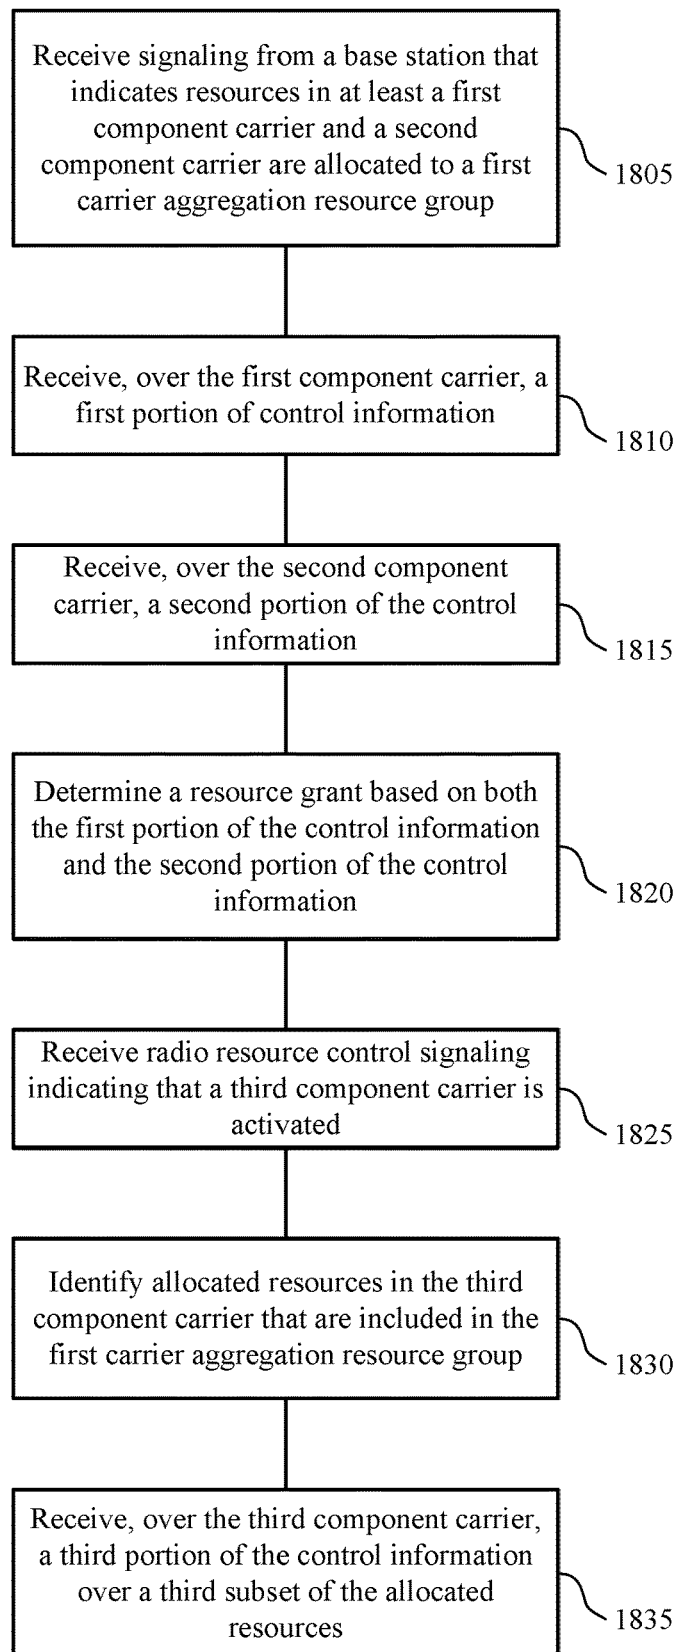 Receive signaling from a base station that
indicates resources in at least a first
component carrier and a second
component carrier are allocated to a first
carrier aggregation resource group
1805
Receive, over the first component carrier, a
first portion of control information
1810
Receive, over the second component
carrier, a second portion of the control
information
1815
Determine a resource grant based on both
the first portion of the control information
and the second portion of the control
information
1820
Receive radio resource control signaling
indicating that a third component carrier is
activated
1825
Identify allocated resources in the third
component carrier that are included in the
first carrier aggregation resource group
1830
Receive, over the third component carrier,
a third portion of the control information
over a third subset of the allocated
resources
1835